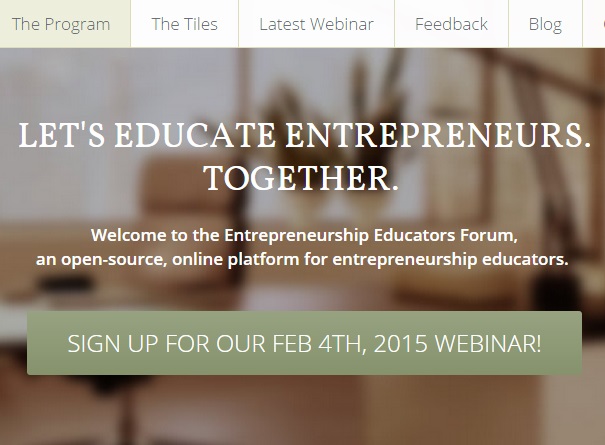 The Program The Tiles Latest Webinar Feedback Blog
LET'S EDUCATE ENTREPRENEURS.
TOGETHER.
Welcome to the Entrepreneurship Educators Forum,
an open-source, online platform for entrepreneurship educators.
SIGN UP FOR OUR FEB 4TH, 2015 WEBINAR!